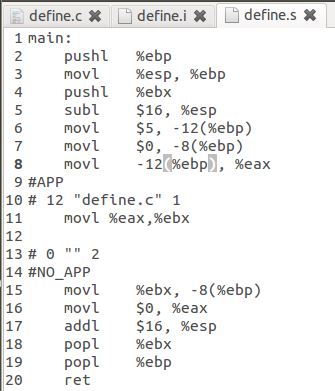 define.c define.i define.s
1 main:
2 pushl %ebp
3 movl %esp, %ebp
4 pushl %ebx
5 subl $16, %esp
6 movl $5, -12(%ebp)
7 movl $0, -8(%ebp)
8 movl -12(%ebp), %eax
9 #APP
10 # 12 "define.c" 1
11 movl %eax,%ebx
12
13 # 0 "" 2
14 #NO_APP
15 movl %ebx, -8(%ebp)
16 movl $0, %eax
17 addl $16, %esp
18 popl %ebx
19 popl %ebp
20 ret